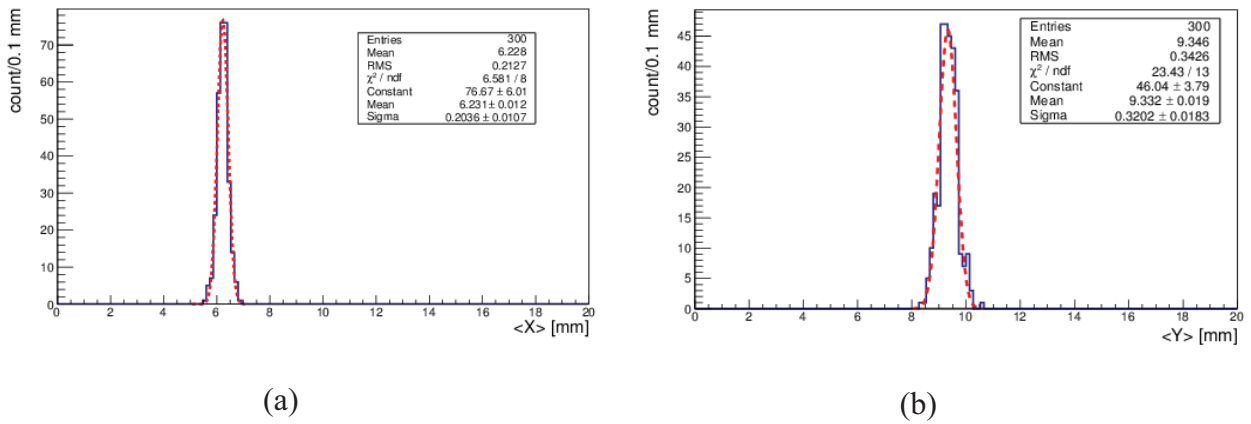 count/0.1 mm
70
60
50
40
30
20
10
0
Entries 300
Mean 6.228
RMS 0.2127
χ² / ndf 6.581 / 8
Constant 76.67 ± 6.01
Mean 6.231± 0.012
Sigma 0.2036 ± 0.0107
0 2 4 6 8 10 12 14 16 18 20
<X> [mm]
(a)
count/0.1 mm
45
40
35
30
25
20
15
10
5
0
Entries 300
Mean 9.346
RMS 0.3426
χ² / ndf 23.43 / 13
Constant 46.04 ± 3.79
Mean 9.332 ± 0.019
Sigma 0.3202 ± 0.0183
0 2 4 6 8 10 12 14 16 18 20
<Y> [mm]
(b)